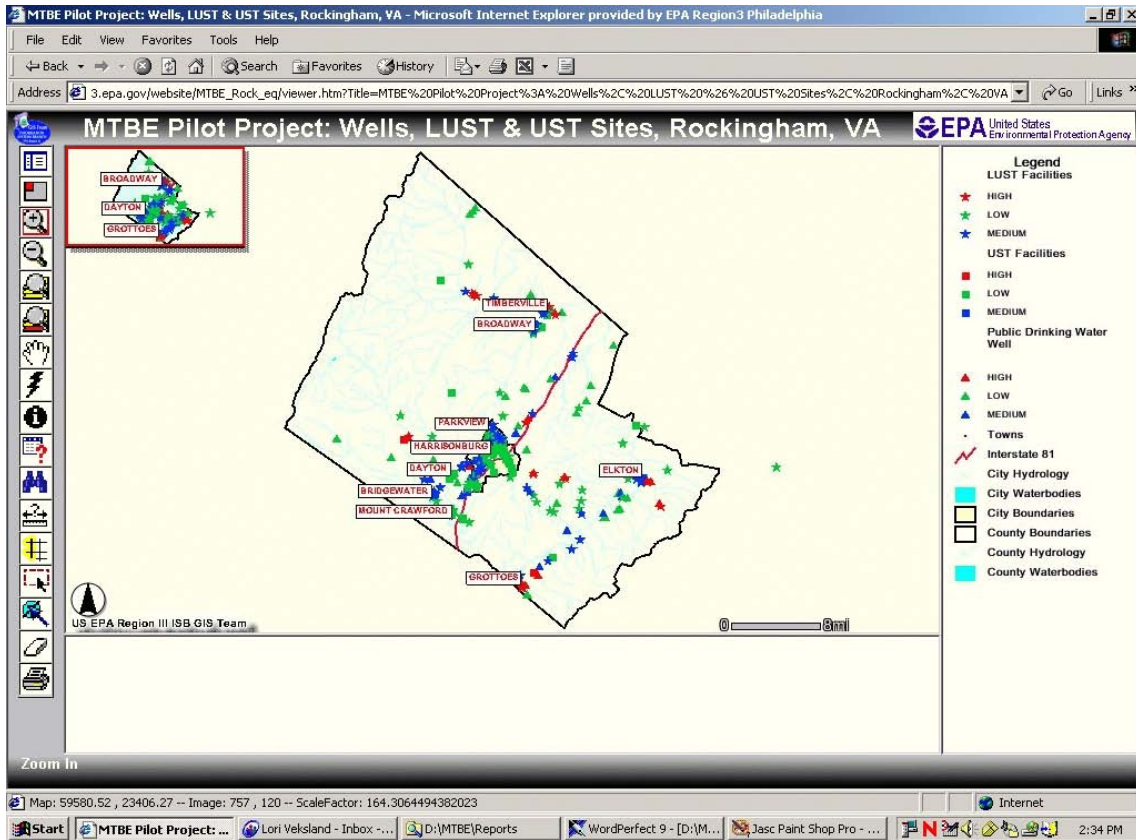 MTBE Pilot Project: Wells, LUST & UST Sites, Rockingham, VA - Microsoft Internet Explorer provided by EPA Region3 Philadelphia
File Edit View Favorites Tools Help
Back Search Favorites History
Address 3.epa.gov/website/MTBE_Rock_eq/viewer.htm?Title=MTBE%20Pilot%20Project%3A%20Wells%2C%20LUST%20%26%20UST%20Sites%2C%20Rockingham%2C%20VA Go Links »
MTBE Pilot Project: Wells, LUST & UST Sites, Rockingham, VA
EPA United States
Environmental Protection Agency
BROADWAY
DAYTON
GROTTOES
TIMBERVILLE
BROADWAY
PARKVIEW
HARRISONBURG
DAYTON
ELKTON
BRIDGEWATER
MOUNT CRAWFORD
GROTTOES
US EPA Region III ISB GIS Team
0 8mi
Legend
LUST Facilities
HIGH
LOW
MEDIUM
UST Facilities
HIGH
LOW
MEDIUM
Public Drinking Water
Well
HIGH
LOW
MEDIUM
Towns
Interstate 81
City Hydrology
City Waterbodies
City Boundaries
County Boundaries
County Hydrology
County Waterbodies
Zoom In
Map: 59580.52 , 23406.27 -- Image: 757 , 120 -- ScaleFactor: 164.3064494382023
Internet
Start MTBE Pilot Project: ... Lori Veksland - Inbox - ... D:\MTBE\Reports WordPerfect 9 - [D:\M... Jasc Paint Shop Pro - ... 2:34 PM